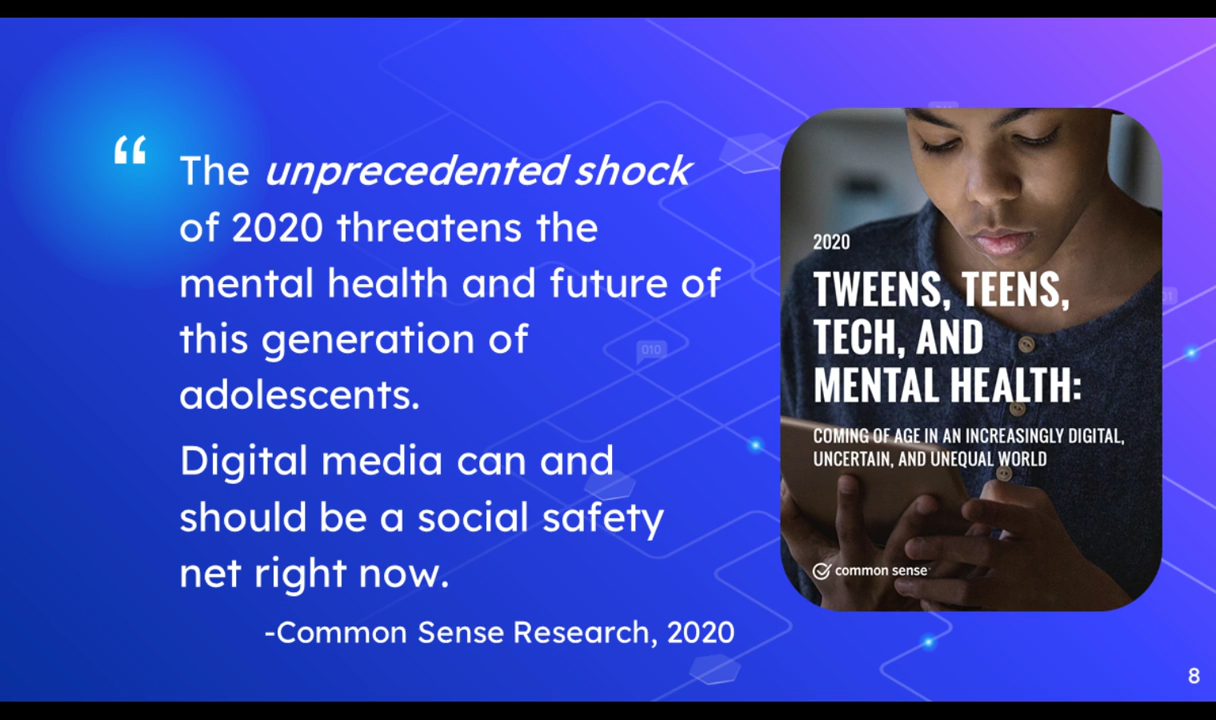 “
The unprecedented shock
of 2020 threatens the
mental health and future of
this generation of
adolescents.
Digital media can and
should be a social safety
net right now.
-Common Sense Research, 2020
2020
TWEENS, TEENS,
TECH, AND
MENTAL HEALTH:
COMING OF AGE IN AN INCREASINGLY DIGITAL,
UNCERTAIN, AND UNEQUAL WORLD
common sense
010
8